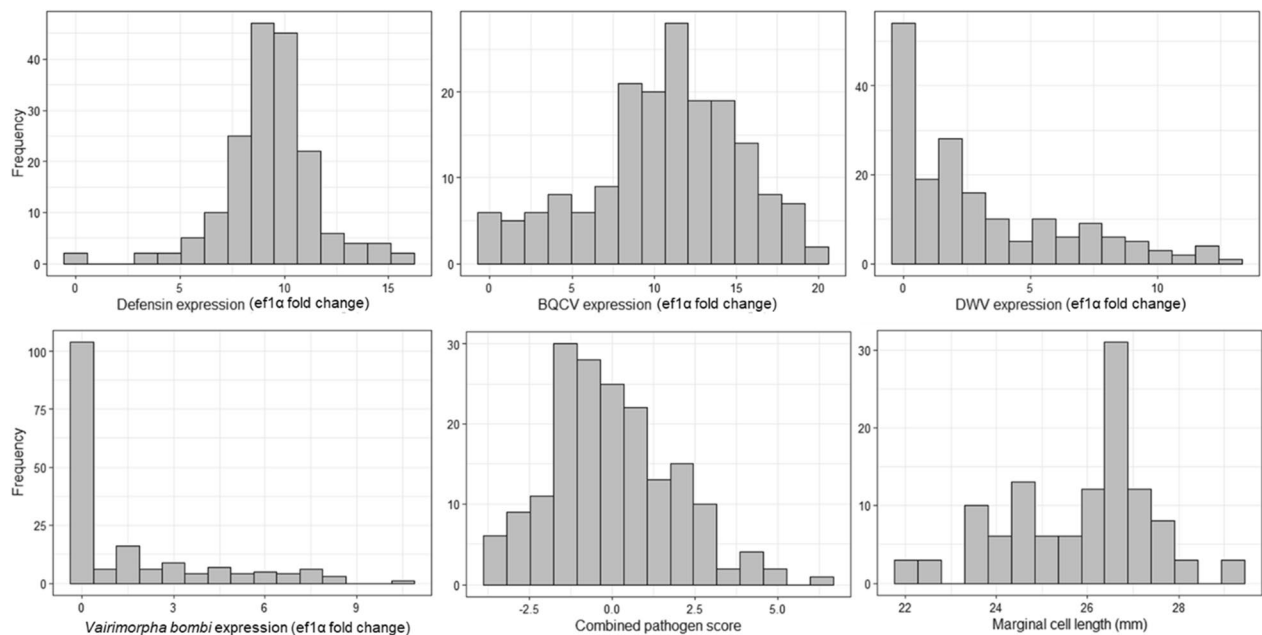 Frequency
40
30
20
10
0
0 5 10 15
Defensin expression (ef1α fold change)
20
10
0
0 5 10 15 20
BQCV expression (ef1α fold change)
40
20
0
0 5 10
DWV expression (ef1α fold change)
Frequency
100
75
50
25
0
0 3 6 9
Vairimorpha bombi expression (ef1α fold change)
30
20
10
0
-2.5 0.0 2.5 5.0
Combined pathogen score
30
20
10
0
22 24 26 28
Marginal cell length (mm)